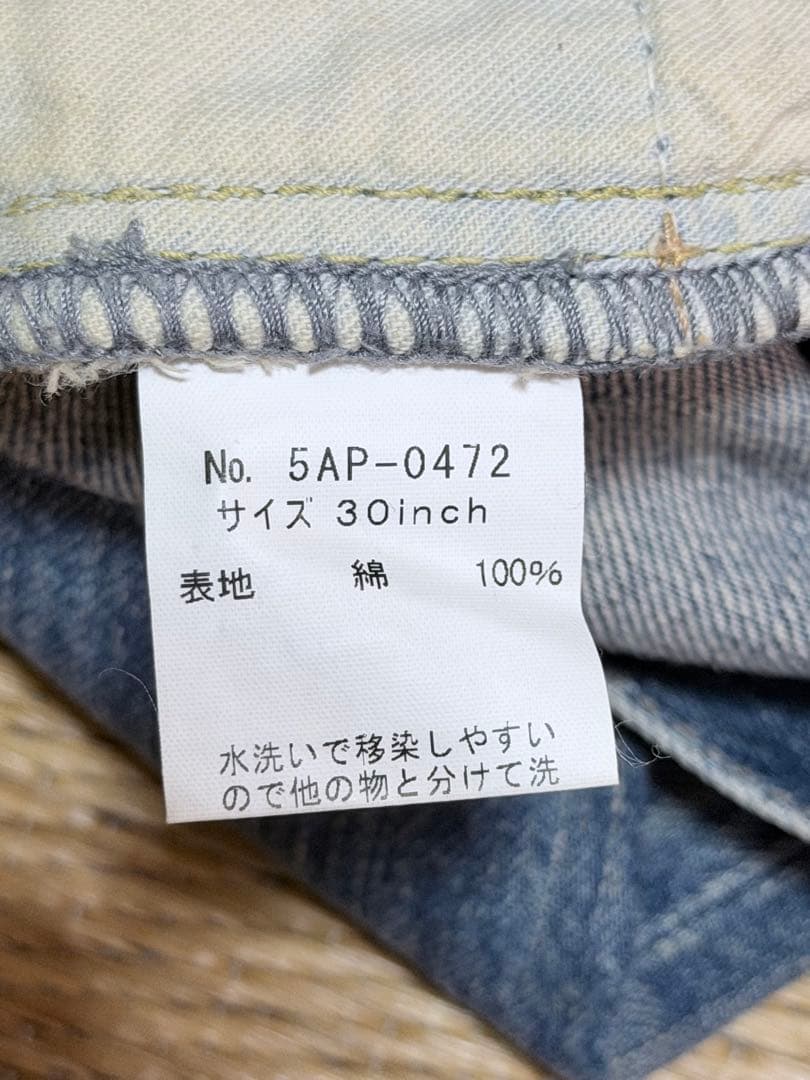 No. 5AP-0472
サイズ 30inch
表地 綿 100%
水洗いで移染しやすい
ので他の物と分けて洗